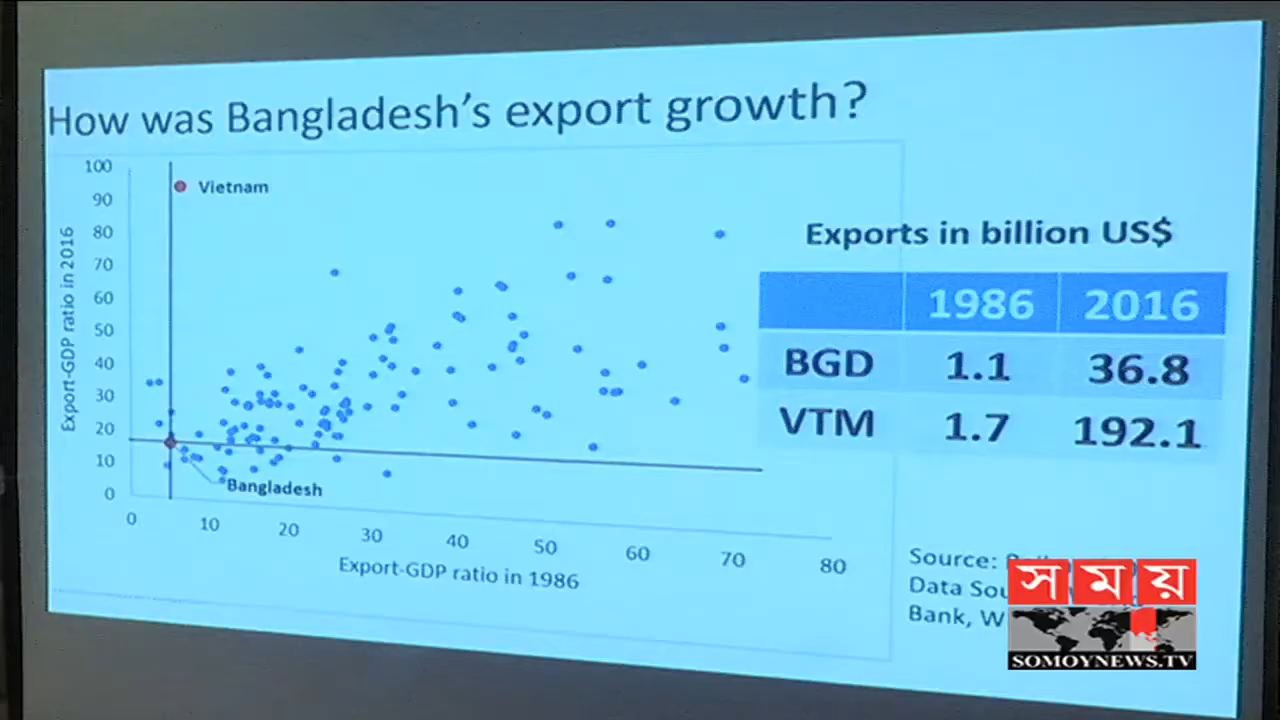 How was Bangladesh's export growth?
100
90
80
70
60
50
40
30
20
10
0
Export-GDP ratio in 2016
Vietnam
Bangladesh
0 10 20 30 40 50 60 70 80
Export-GDP ratio in 1986
Exports in billion US$
1986 2016
BGD 1.1 36.8
VTM 1.7 192.1
Source:
Data
Bank,
সময়
SOMOYNEWS.TV